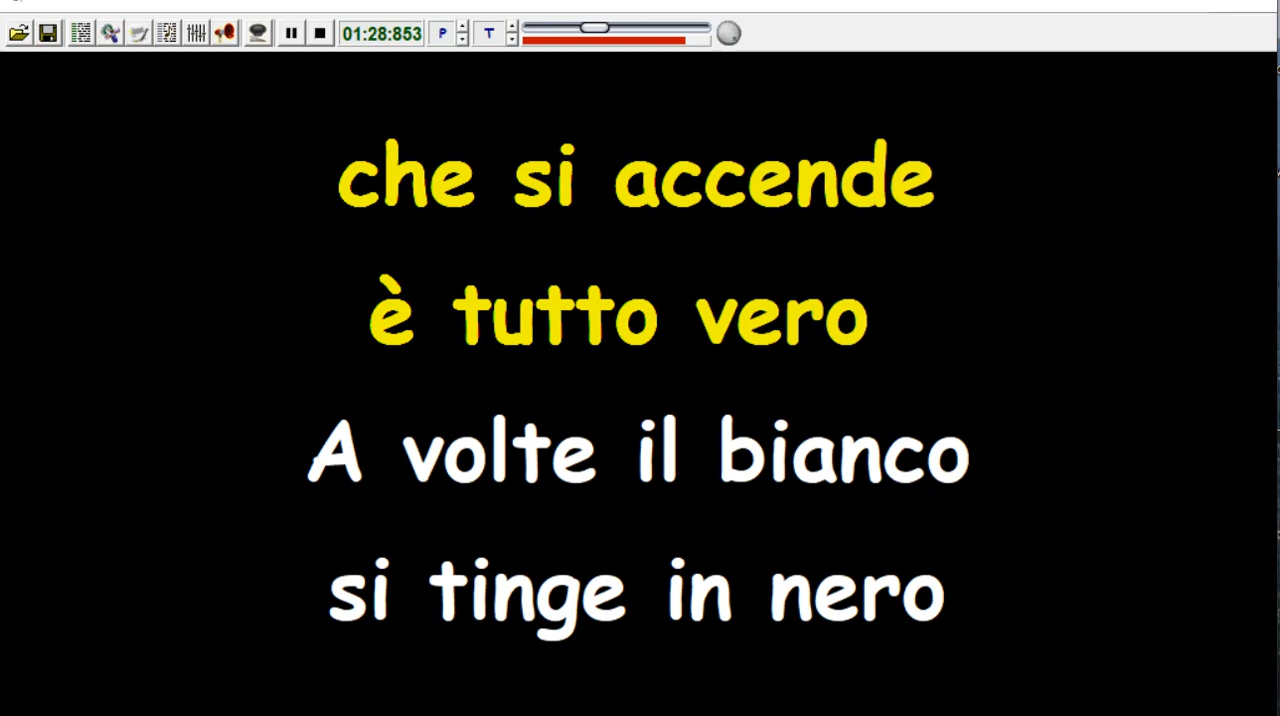 01:28:853 P T
che si accende
è tutto vero
A volte il bianco
si tinge in nero